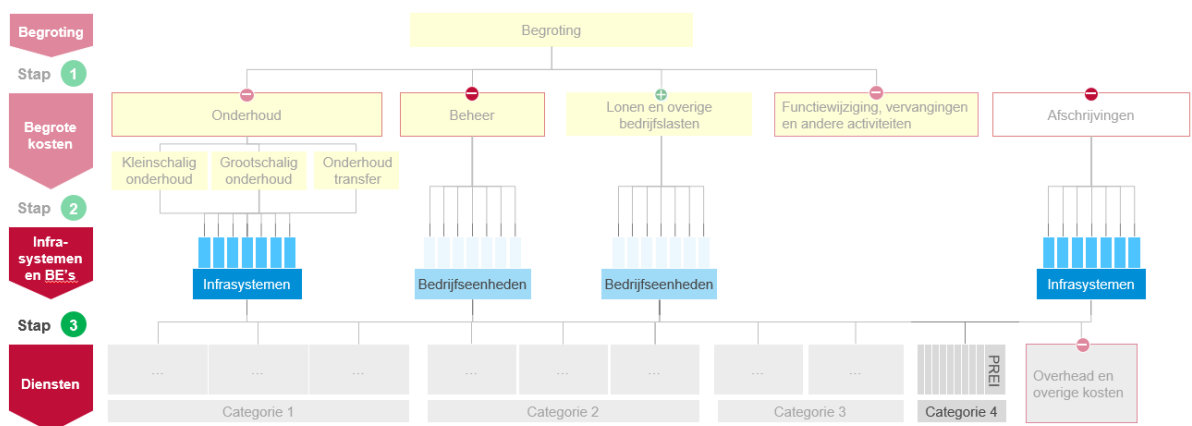 Begroting
Begroting
Stap 1
Begrote
kosten
Onderhoud
Beheer
Lonen en overige
bedrijfslasten
Functiewijziging, vervangingen
en andere activiteiten
Afschrijvingen
Kleinschalig
onderhoud
Grootschalig
onderhoud
Onderhoud
transfer
Stap 2
Infra-
systemen
en BE's
Infrasystemen
Bedrijfseenheden
Bedrijfseenheden
Infrasystemen
Stap 3
Diensten
...
...
...
...
...
...
...
...
PREI
Overhead en
overige kosten
Categorie 1
Categorie 2
Categorie 3
Categorie 4